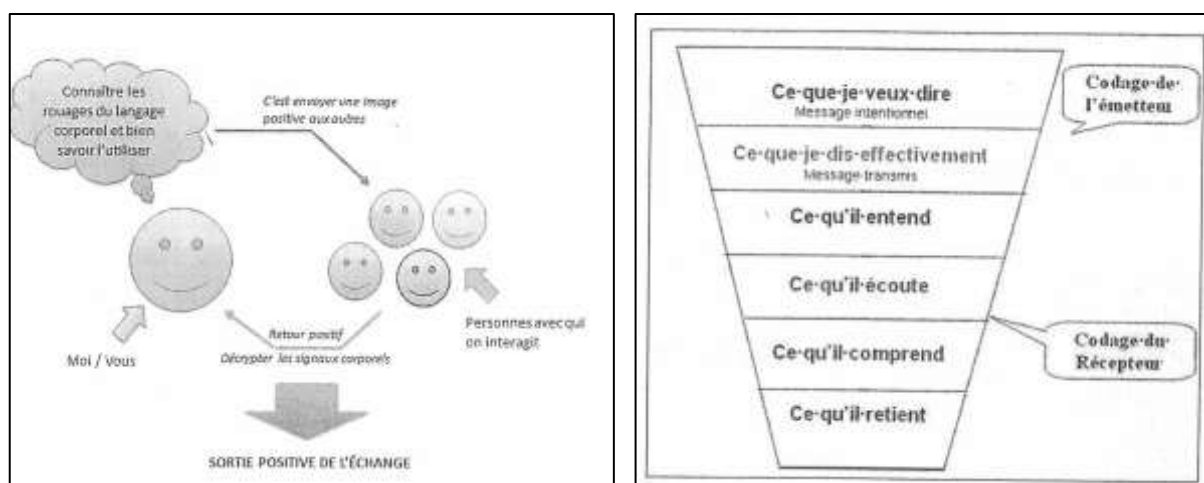 Connaître les
rouages du langage
corporel et bien
savoir l'utiliser
C'est envoyer une image
positive aux autres
Retour positif
Décrypter les signaux corporels
Moi / Vous
Personnes avec qui
on interagit
SORTIE POSITIVE DE L'ÉCHANGE
Ce·que·je·veux·dire
Message intentionnel
Codage·de·
l'émetteur
Ce·que·je·dis·effectivement
Message·transmis
Ce·qu'il·entend
Ce·qu'il·écoute
Ce·qu'il·comprend
Codage·du·
Récepteur·
Ce·qu'il·retient